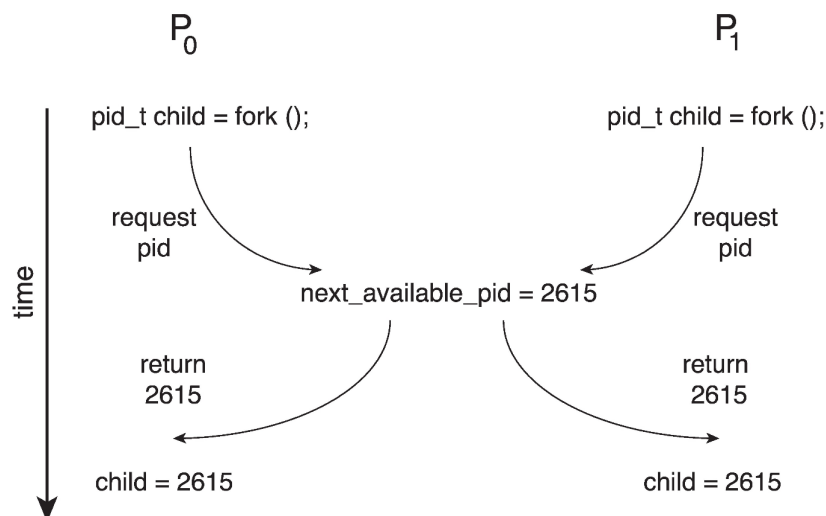 P0 P1
pid_t child = fork (); pid_t child = fork ();
request request
pid pid
next_available_pid = 2615
time
return return
2615 2615
child = 2615 child = 2615